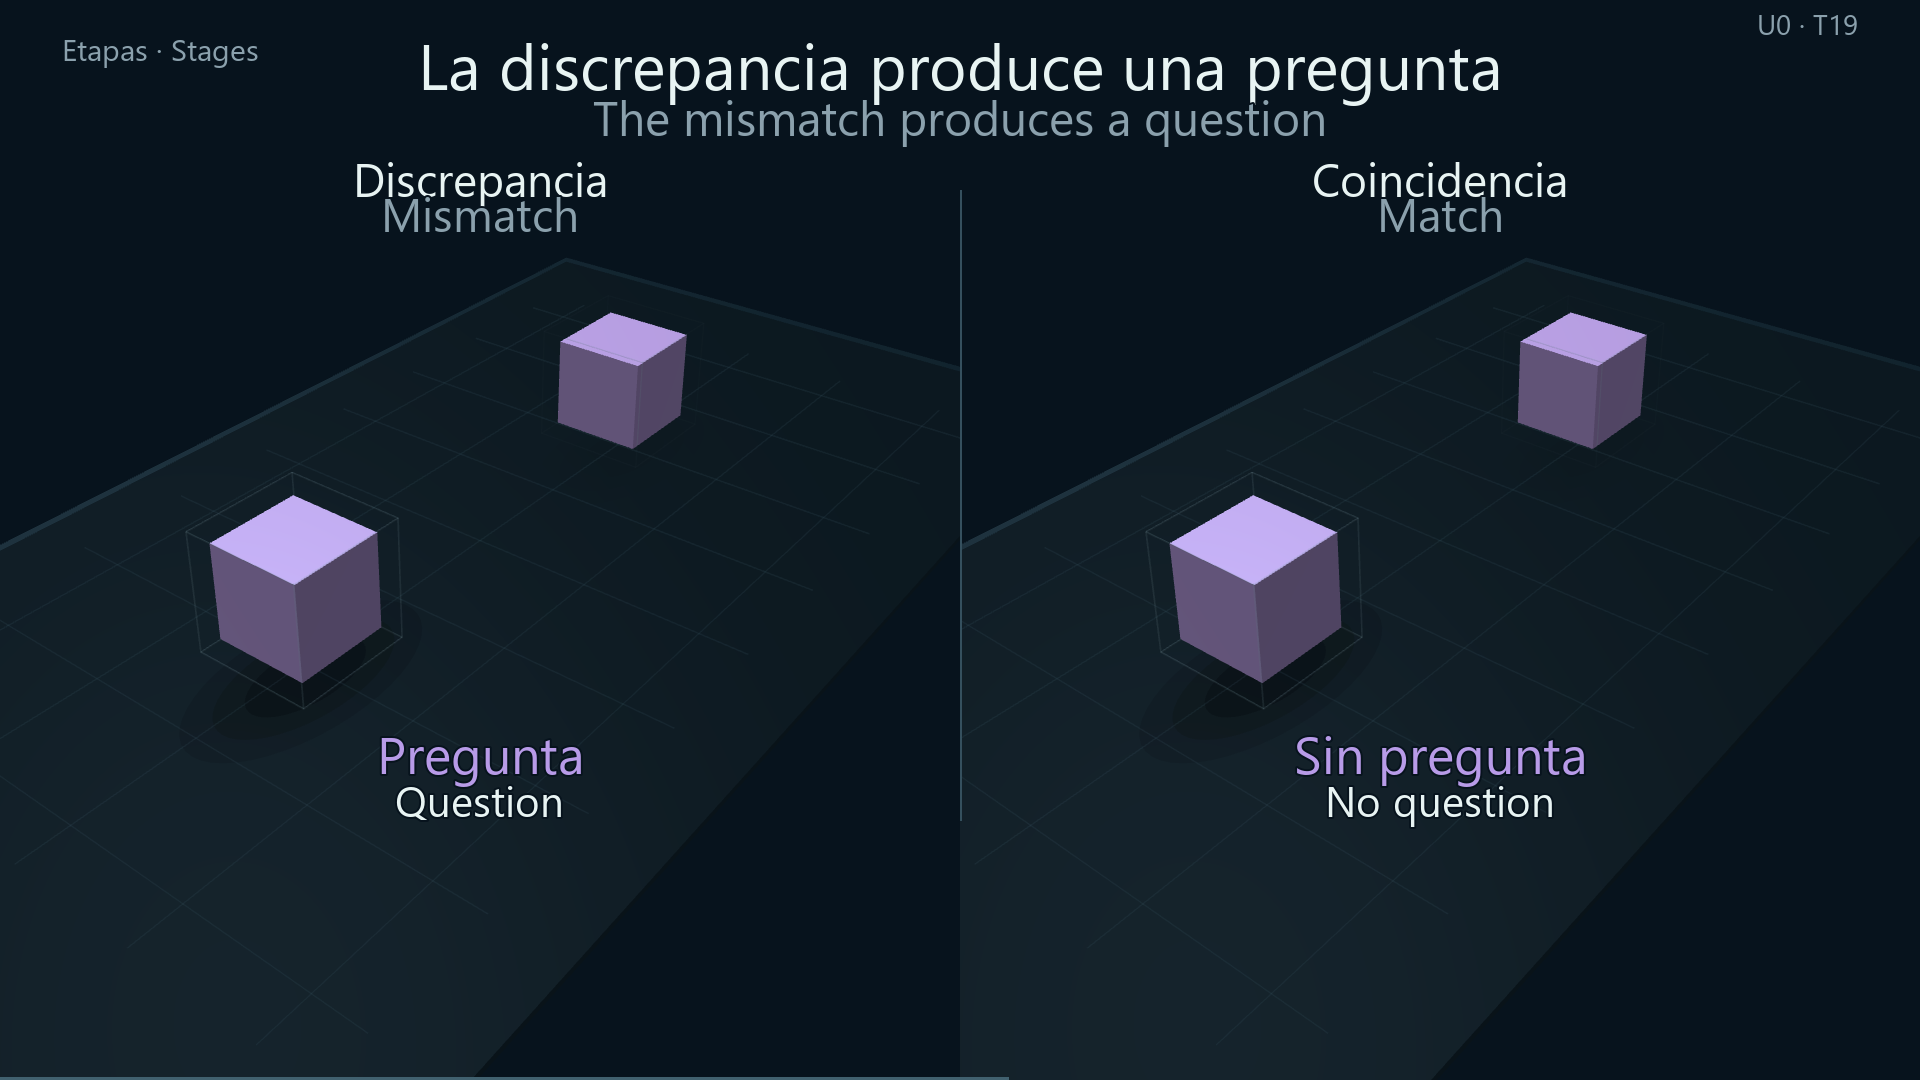 Etapas · Stages
U0 · T19
La discrepancia produce una pregunta
The mismatch produces a question
Discrepancia
Mismatch
Coincidencia
Match
Pregunta
Question
Sin pregunta
No question